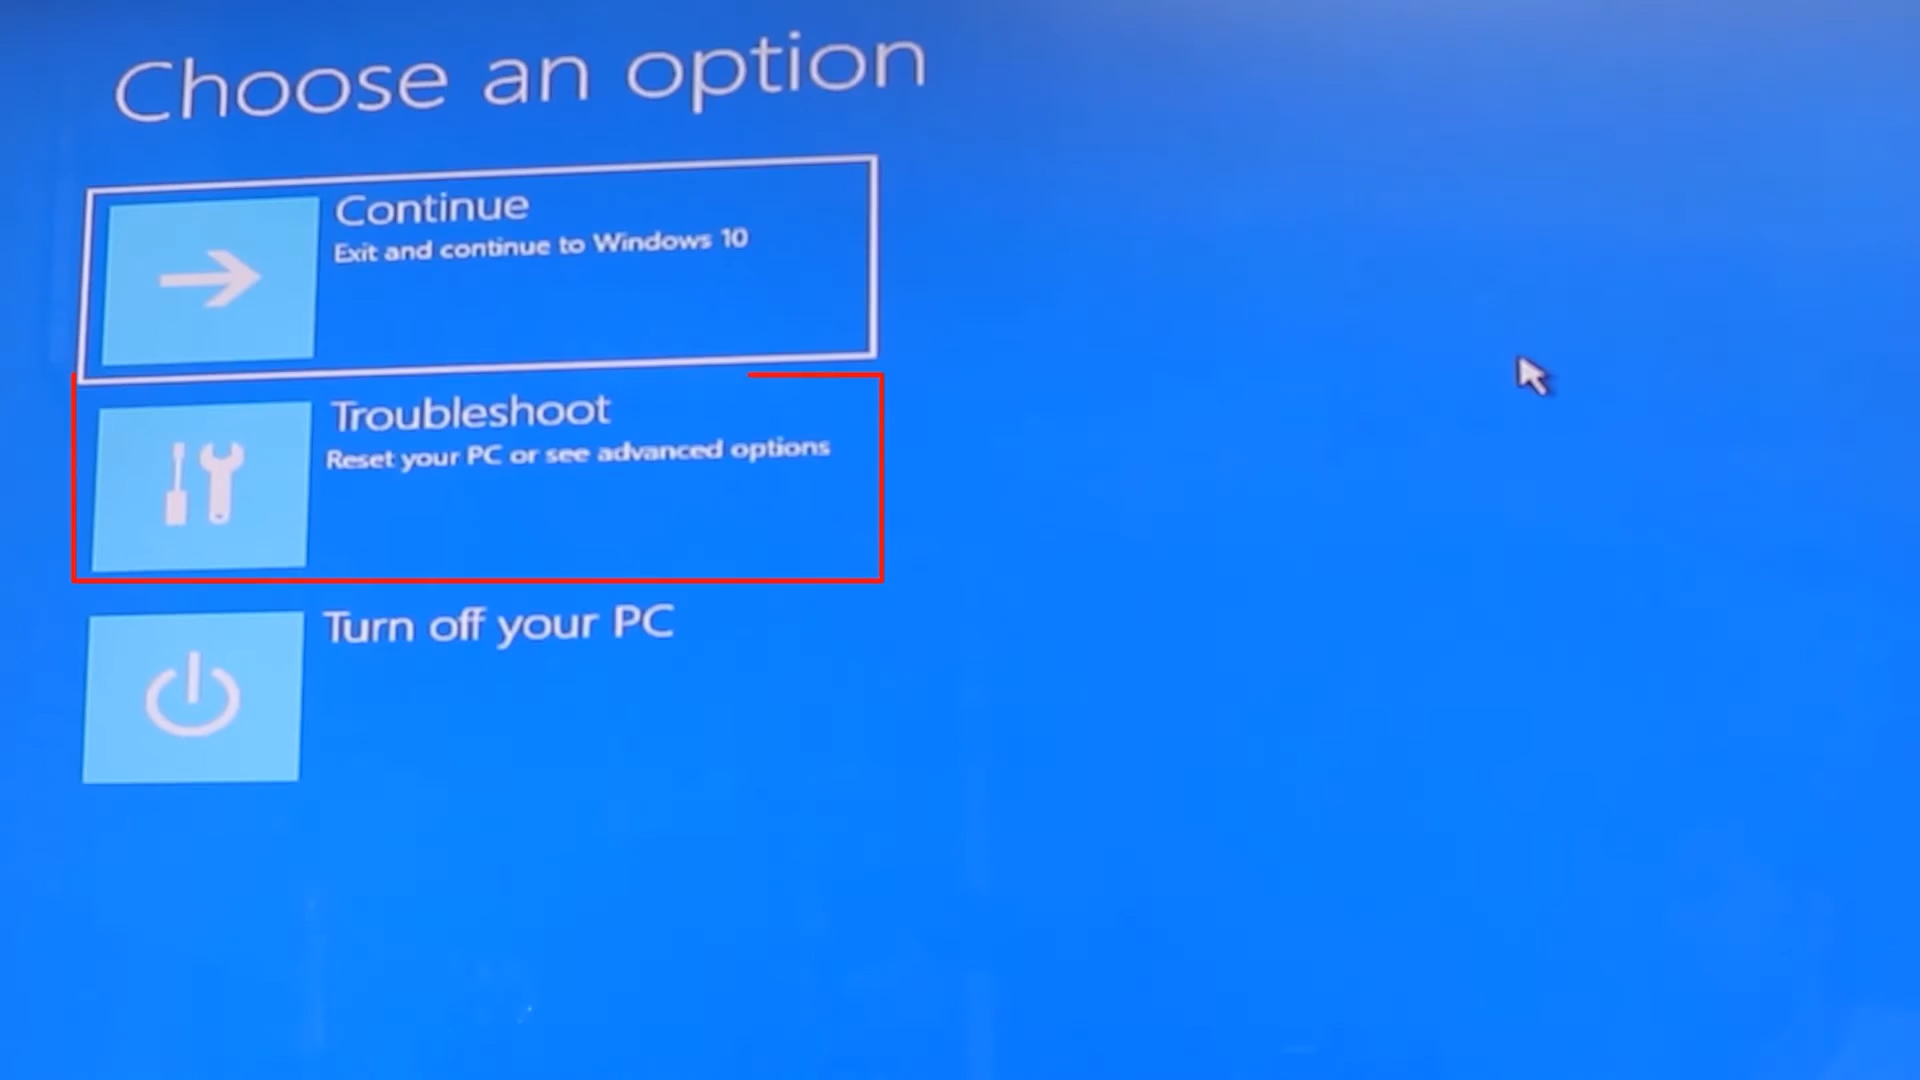 Choose an option
Continue
Exit and continue to Windows 10
Troubleshoot
Reset your PC or see advanced options
Turn off your PC